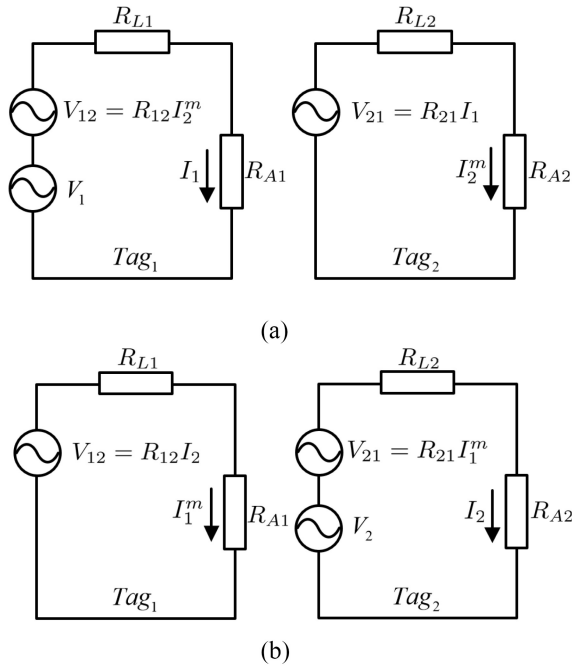 R_{L1}
R_{L2}
V_{12} = R_{12}I_2^m
V_{21} = R_{21}I_1
I_1
R_{A1}
I_2^m
R_{A2}
V_1
Tag_1
Tag_2
(a)
R_{L1}
R_{L2}
V_{12} = R_{12}I_2
V_{21} = R_{21}I_1^m
I_1^m
R_{A1}
I_2
R_{A2}
V_2
Tag_1
Tag_2
(b)